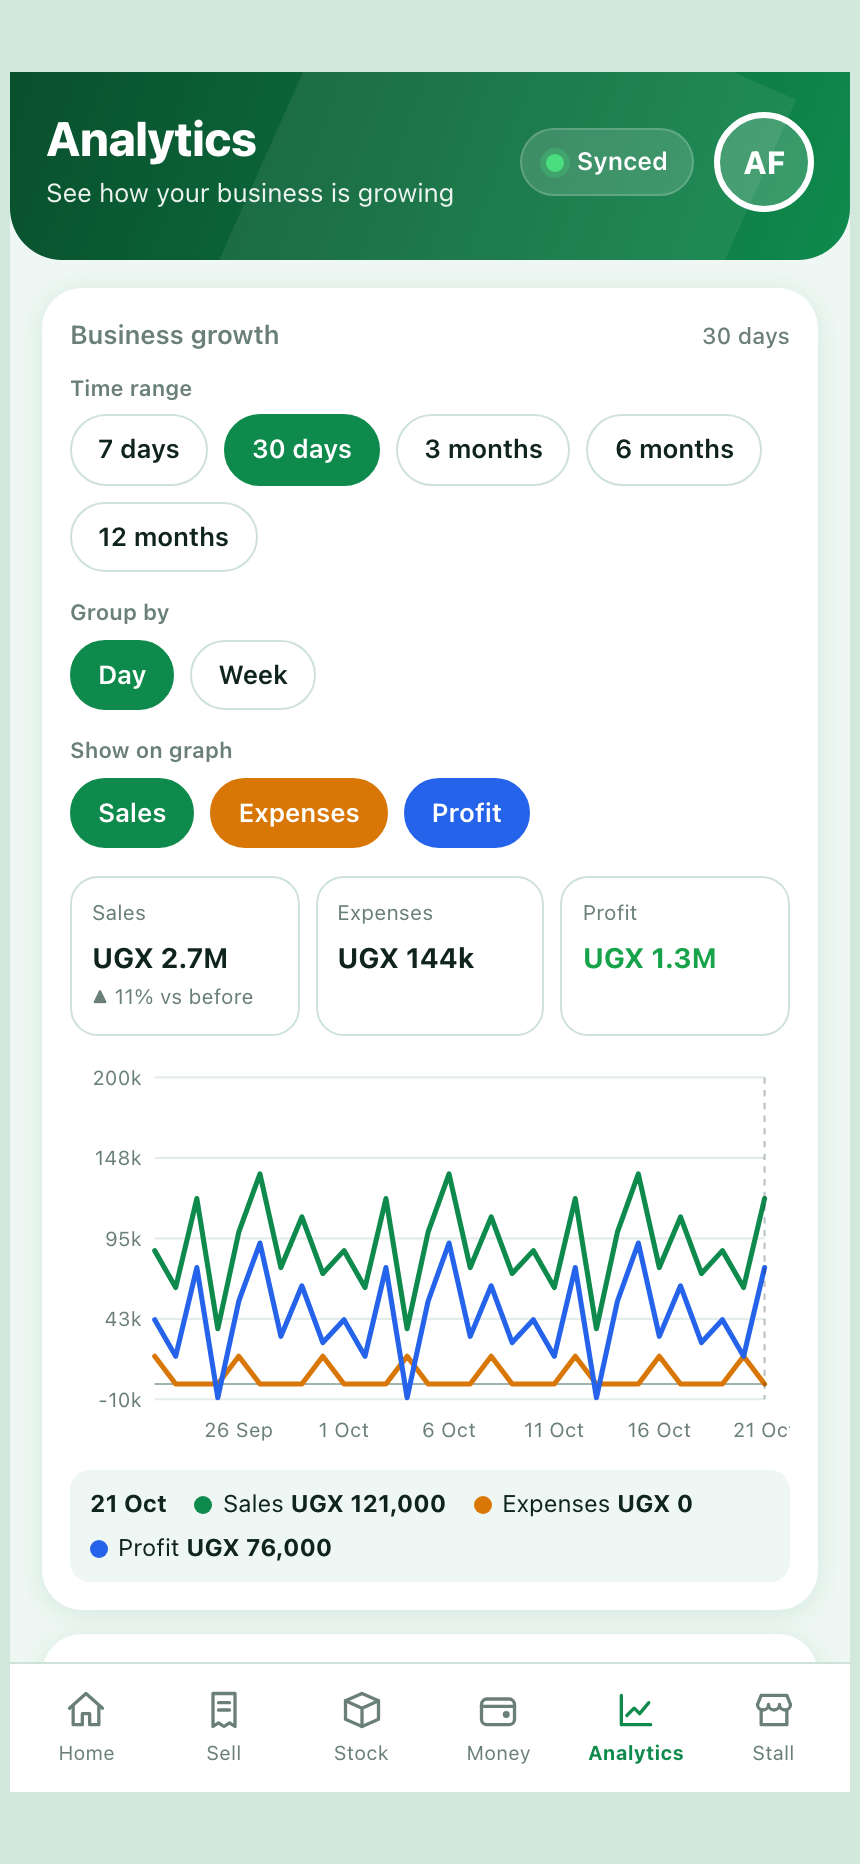 Analytics
See how your business is growing
Synced
AF
Business growth
30 days
Time range
7 days
30 days
3 months
6 months
12 months
Group by
Day
Week
Show on graph
Sales
Expenses
Profit
Sales
UGX 2.7M
▲ 11% vs before
Expenses
UGX 144k
Profit
UGX 1.3M
200k
148k
95k
43k
-10k
26 Sep
1 Oct
6 Oct
11 Oct
16 Oct
21 Oc
21 Oct Sales UGX 121,000 Expenses UGX 0
Profit UGX 76,000
Home
Sell
Stock
Money
Analytics
Stall